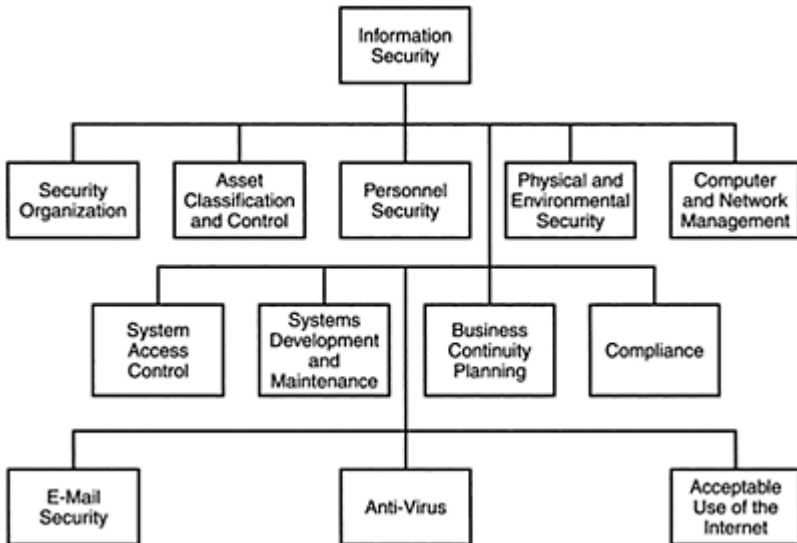 Information
Security
Security
Organization
Asset
Classification
and Control
Personnel
Security
Physical and
Environmental
Security
Computer
and Network
Management
System
Access
Control
Systems
Development
and
Maintenance
Business
Continuity
Planning
Compliance
E-Mail
Security
Anti-Virus
Acceptable
Use of the
Internet